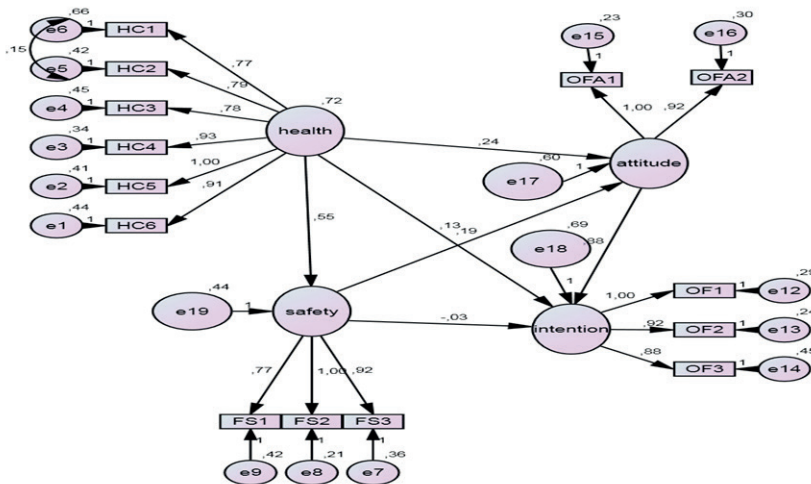 ,66
e6 1 HC1
,15
,42
e5 1 HC2
,45
e4 1 HC3
,34
e3 1 HC4
,41
e2 1 HC5
,44
e1 1 HC6
,77
,79
,78
,93
1,00
,91
,72
health
,23
e15
1
OFA1
,30
e16
1
OFA2
1,00 ,92
,24
,60
e17 1
attitude
,55
,13
,19
,69
e18
1
,88
,44
e19 1
safety
-,03
intention
1,00 OF1 1 e12
,92 OF2 1 e13 ,24
,88 OF3 1 e14
,77 1,00 ,92
FS1 FS2 FS3
1 1 1
,42 ,21 ,36
e9 e8 e7